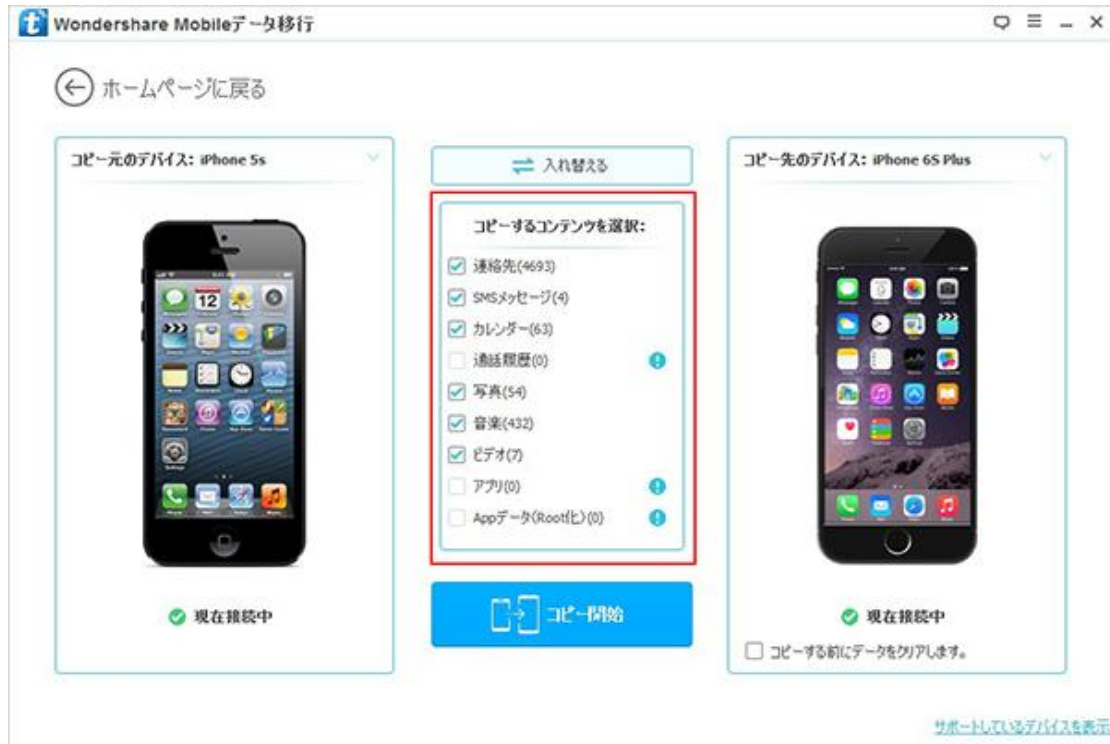 Wondershare Mobileデータ移行
ホームページに戻る
コピー元のデバイス: iPhone 5s
入れ替える
コピー先のデバイス: iPhone 6S Plus
コピーするコンテンツを選択:
連絡先(4693)
SMSメッセージ(4)
カレンダー(63)
通話履歴(0)
写真(54)
音楽(432)
ビデオ(7)
アプリ(0)
Appデータ(Root化)(0)
12
現在接続中
コピー開始
現在接続中
コピーする前にデータをクリアします。
サポートしているデバイスを表示